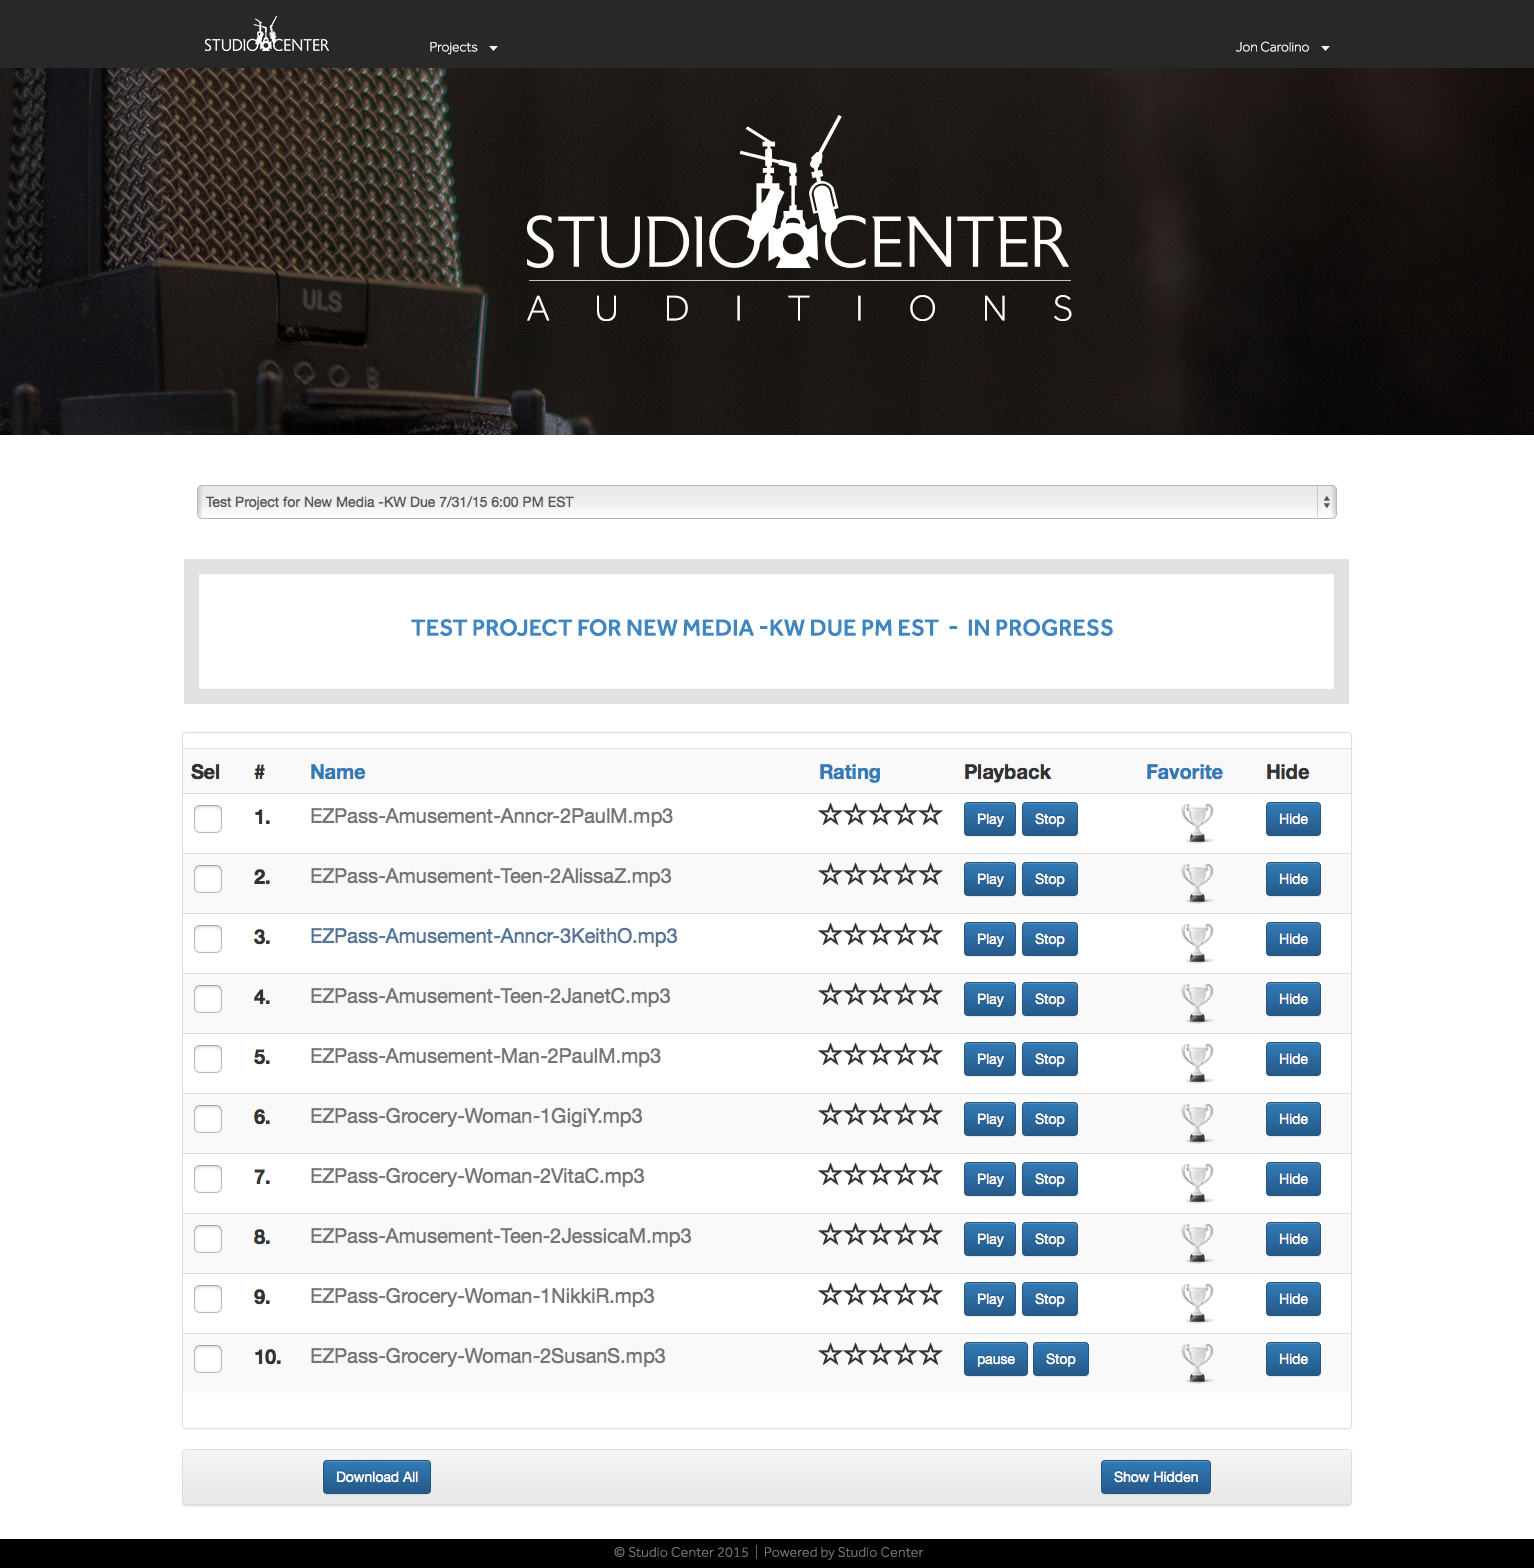 STUDIO CENTER
Projects
Jon Carolino
ULS
STUDIO CENTER
AUDITIONS
Test Project for New Media -KW Due 7/31/15 6:00 PM EST
TEST PROJECT FOR NEW MEDIA -KW DUE PM EST - IN PROGRESS
Sel # Name Rating Playback Favorite Hide
1. EZPass-Amusement-Anncr-2PaulM.mp3 Play Stop Hide
2. EZPass-Amusement-Teen-2AlissaZ.mp3 Play Stop Hide
3. EZPass-Amusement-Anncr-3KeithO.mp3 Play Stop Hide
4. EZPass-Amusement-Teen-2JanetC.mp3 Play Stop Hide
5. EZPass-Amusement-Man-2PaulM.mp3 Play Stop Hide
6. EZPass-Grocery-Woman-1GigiY.mp3 Play Stop Hide
7. EZPass-Grocery-Woman-2VitaC.mp3 Play Stop Hide
8. EZPass-Amusement-Teen-2JessicaM.mp3 Play Stop Hide
9. EZPass-Grocery-Woman-1NikkiR.mp3 Play Stop Hide
10. EZPass-Grocery-Woman-2SusanS.mp3 pause Stop Hide
Download All
Show Hidden
© Studio Center 2015 | Powered by Studio Center